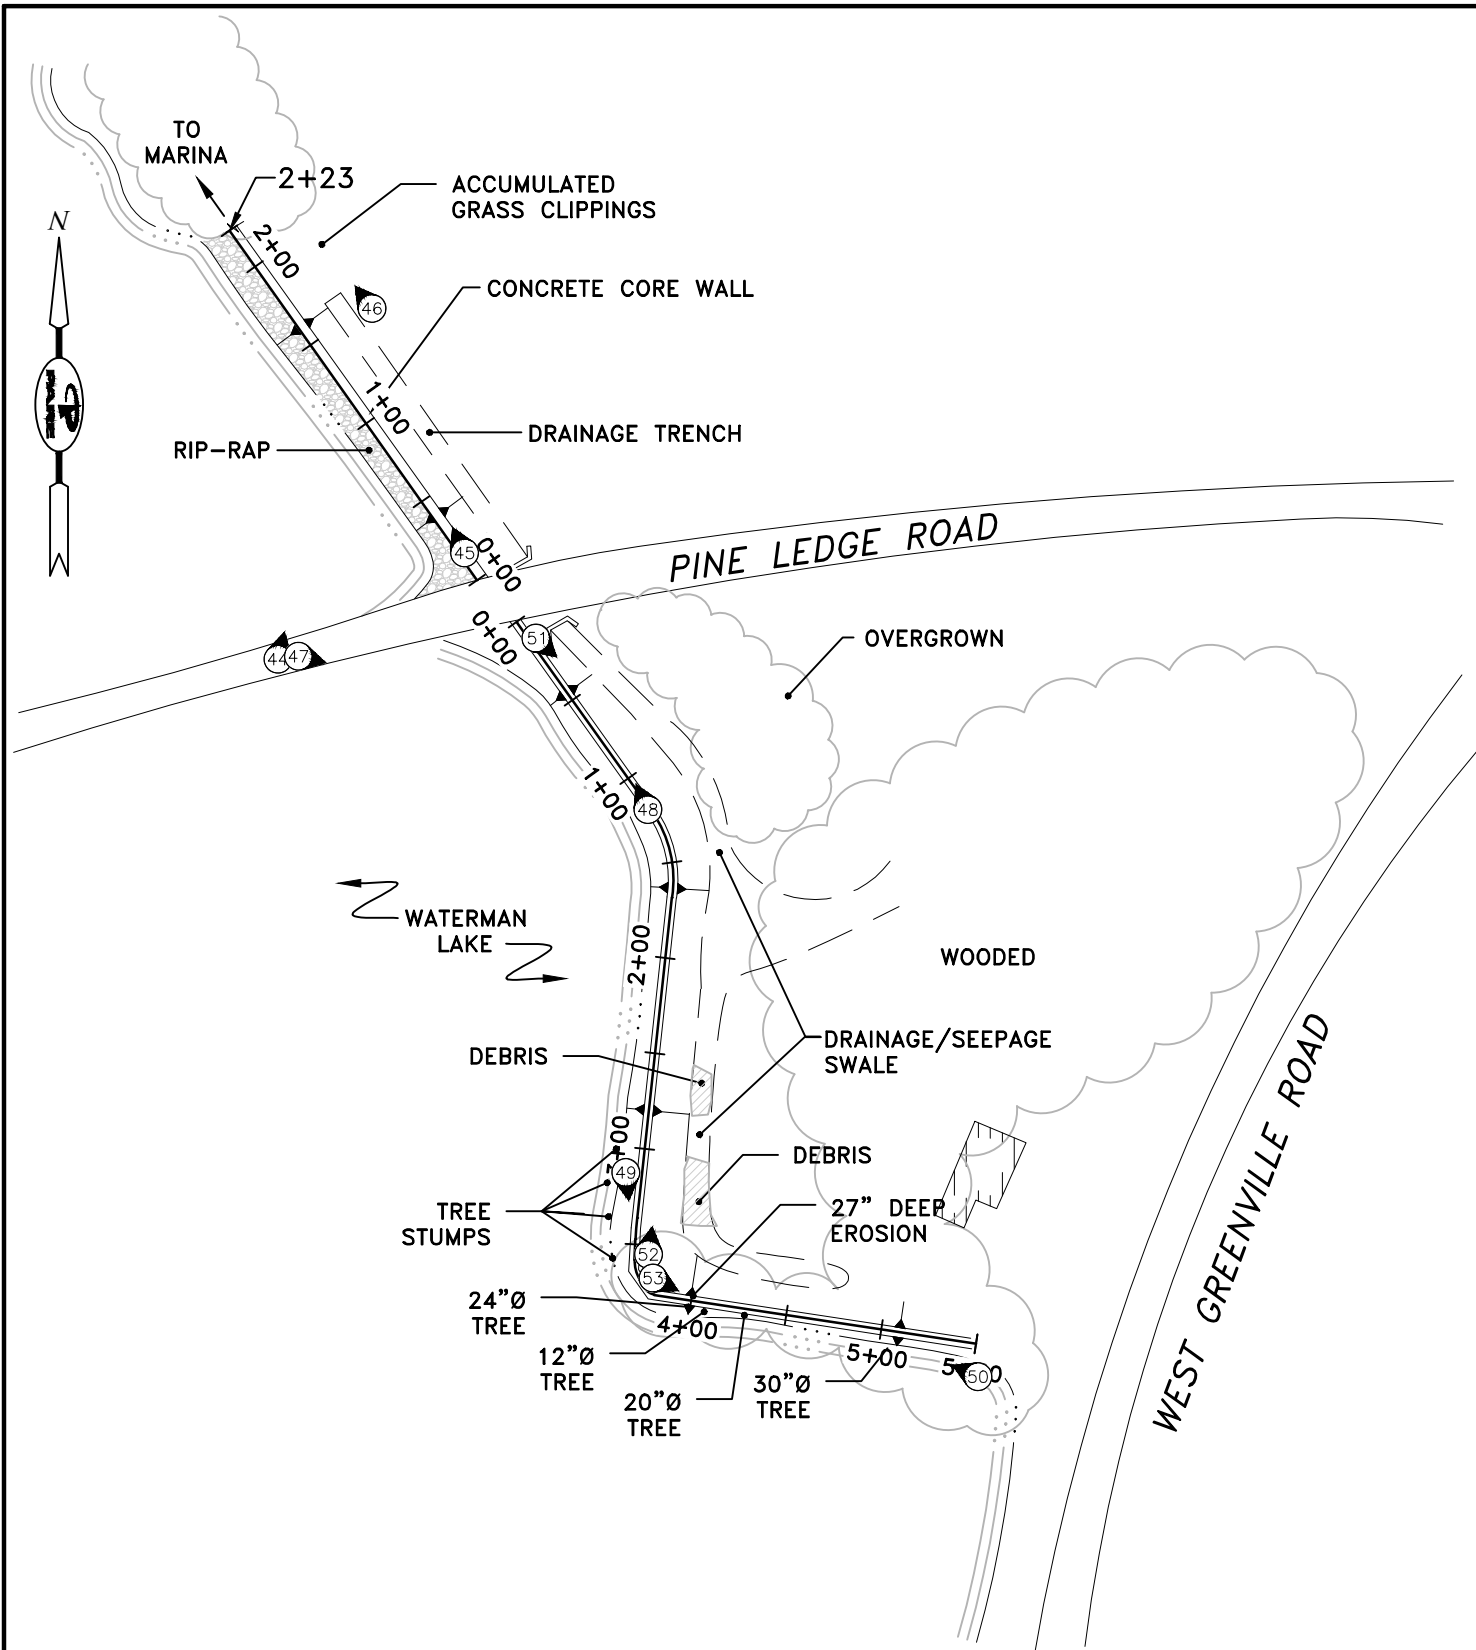 TO
MARINA
2+23
ACCUMULATED
GRASS CLIPPINGS
N
2+00
CONCRETE CORE WALL
46
1+00
DRAINAGE TRENCH
RIP-RAP
45
0+00
PINE LEDGE ROAD
0+00
51
44
47
OVERGROWN
1+00
48
WATERMAN
LAKE
2+00
WOODED
DRAINAGE/SEEPAGE
SWALE
DEBRIS
DEBRIS
49
TREE
STUMPS
27" DEEP
EROSION
52
53
24"Ø
TREE
4+00
12"Ø
TREE
5+00
50
20"Ø
TREE
30"Ø
TREE
WEST GREENVILLE ROAD